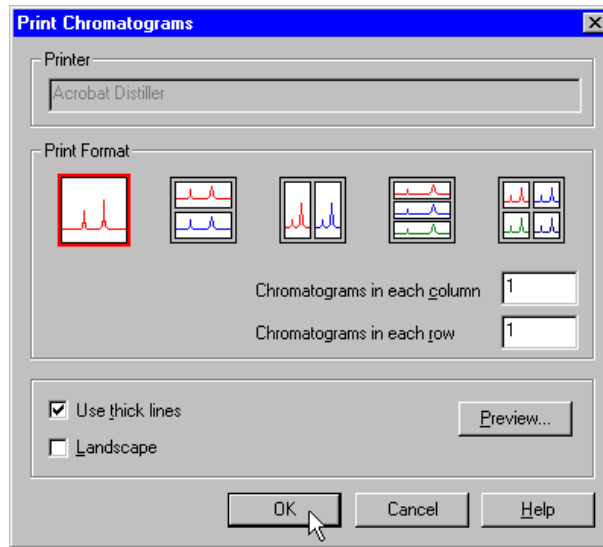 Print Chromatograms
Printer
Acrobat Distiller
Print Format
Chromatograms in each column 1
Chromatograms in each row 1
Use thick lines
Preview...
Landscape
OK Cancel Help